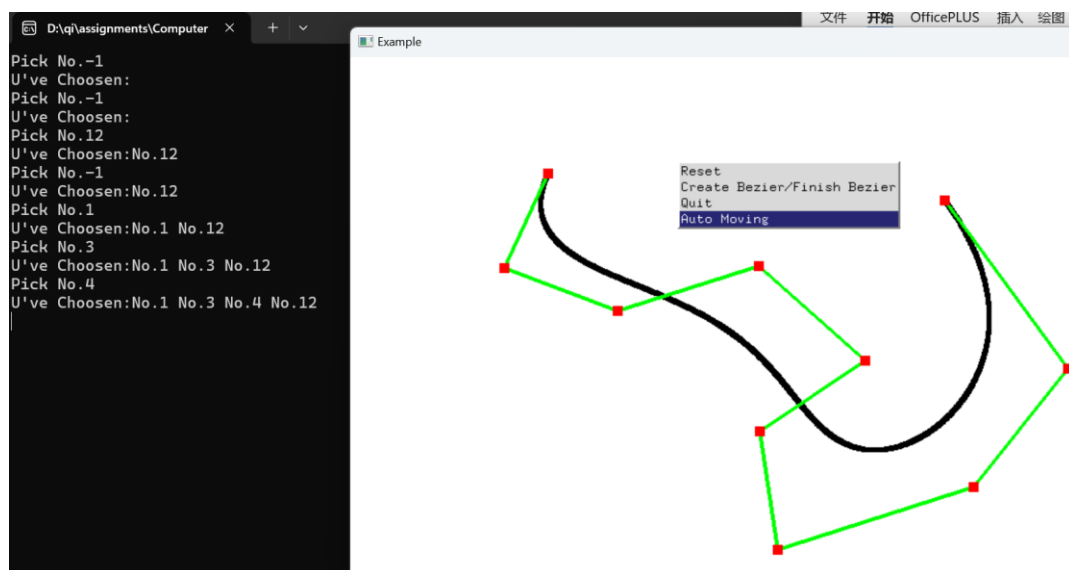 D:\qi\assignments\Computer
文件 开始 OfficePLUS 插入 绘图
Example
Pick No.-1
U've Choosen:
Pick No.-1
U've Choosen:
Pick No.12
U've Choosen:No.12
Pick No.-1
U've Choosen:No.12
Pick No.1
U've Choosen:No.1 No.12
Pick No.3
U've Choosen:No.1 No.3 No.12
Pick No.4
U've Choosen:No.1 No.3 No.4 No.12
Reset
Create Bezier/Finish Bezier
Quit
Auto Moving